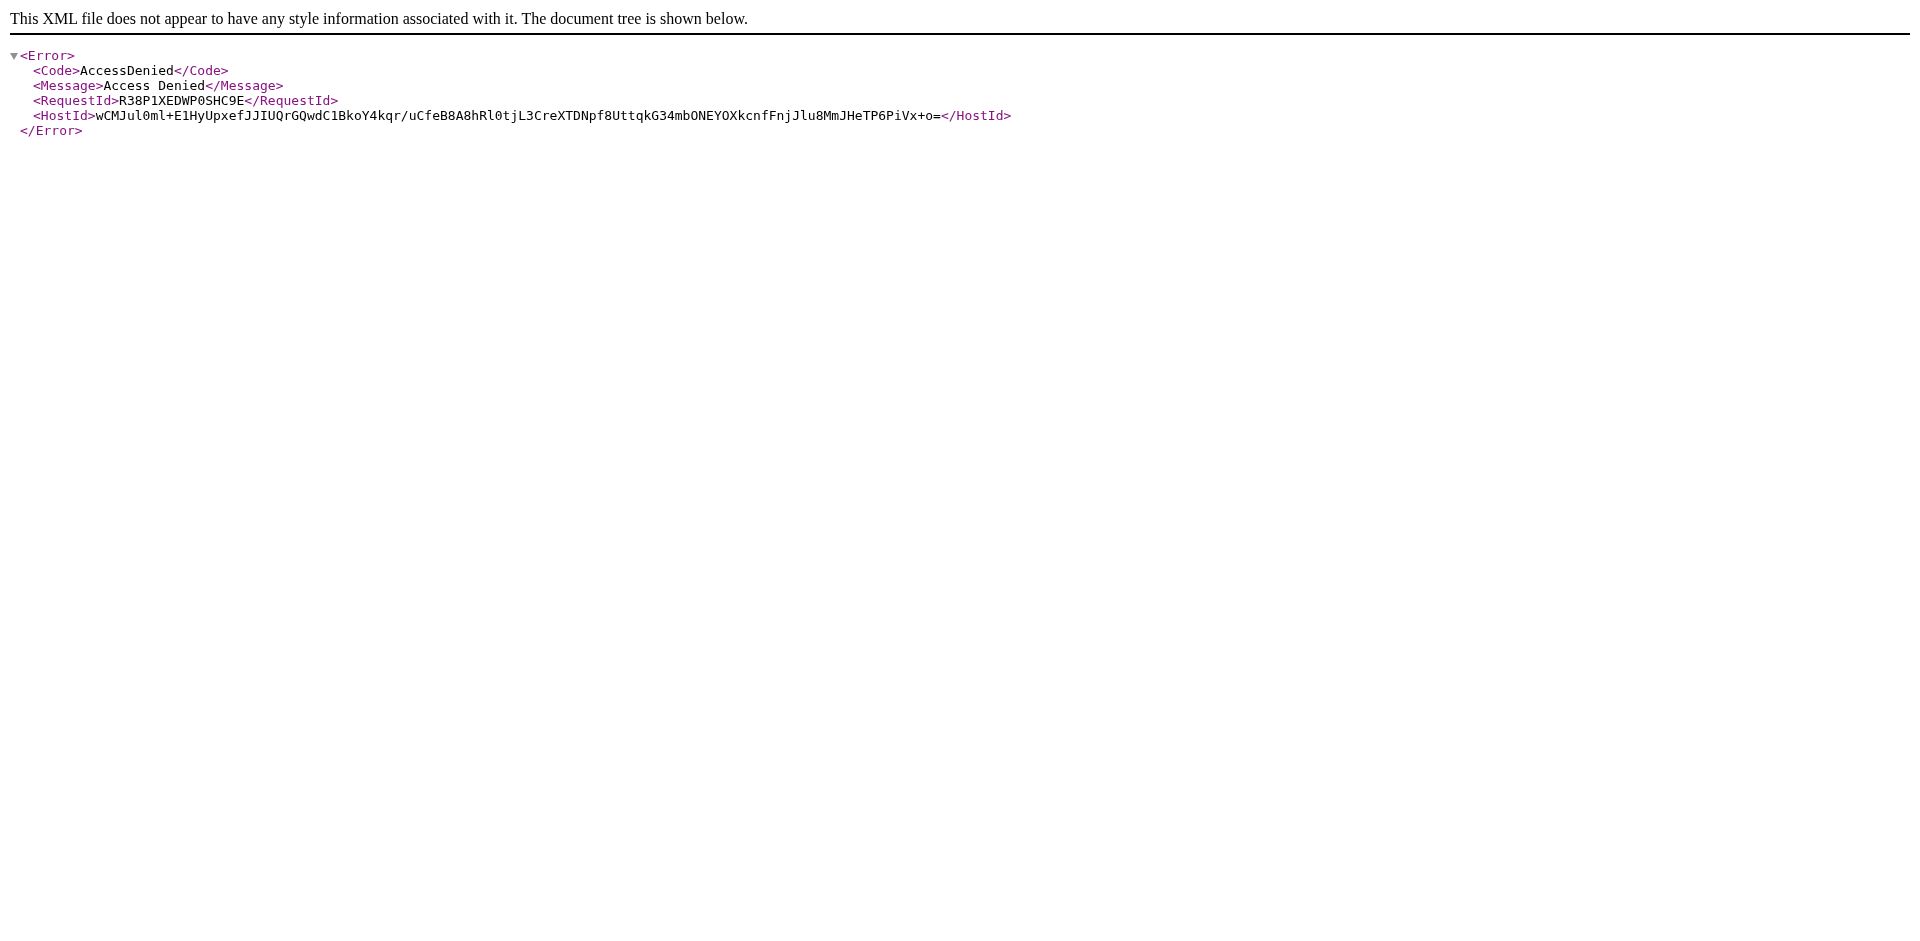 This XML file does not appear to have any style information associated with it. The document tree is shown below.
<Error>
<Code>AccessDenied</Code>
<Message>Access Denied</Message>
<RequestId>R38P1XEDWP0SHC9E</RequestId>
<HostId>wCMJul0ml+E1HyUpxefJJIUQrGQwdC1BkoY4kqr/uCfeB8A8hRl0tjL3CreXTDNpf8UttqkG34mbONEYOXkcnfFnjJlu8MmJHeTP6PiVx+o=</HostId>
</Error>